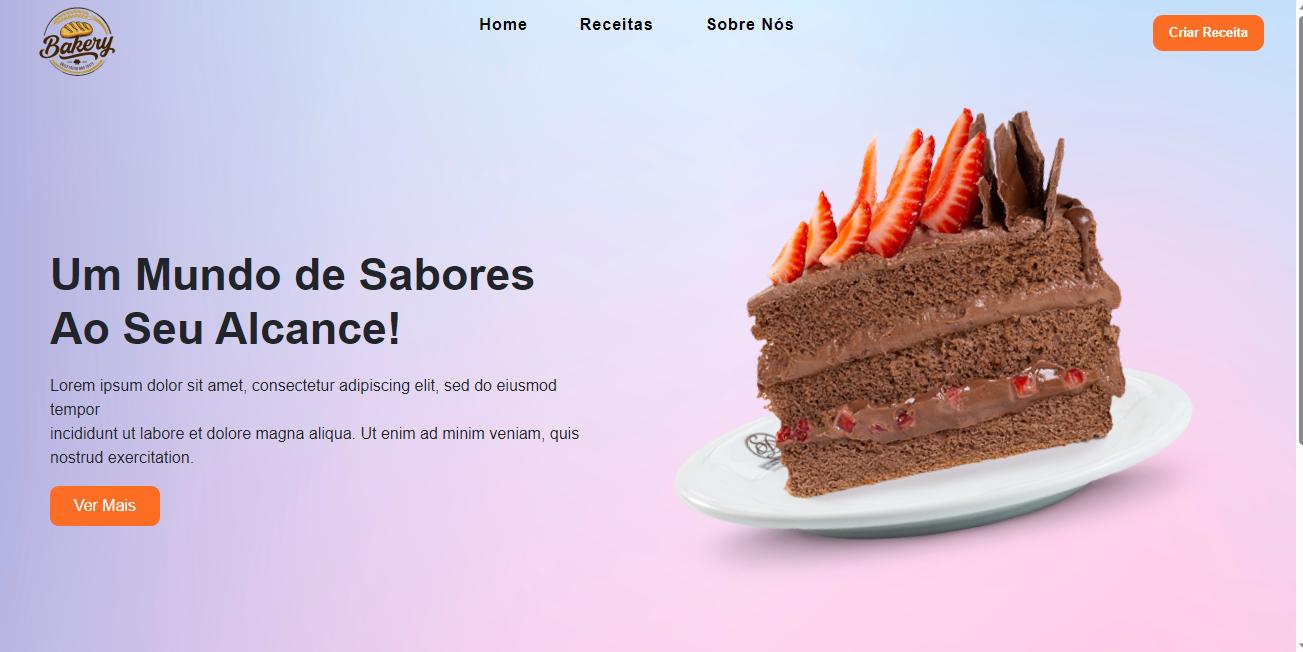 Bakery
Home
Receitas
Sobre Nós
Criar Receita
Um Mundo de Sabores
Ao Seu Alcance!
Lorem ipsum dolor sit amet, consectetur adipiscing elit, sed do eiusmod
tempor
incididunt ut labore et dolore magna aliqua. Ut enim ad minim veniam, quis
nostrud exercitation.
Ver Mais